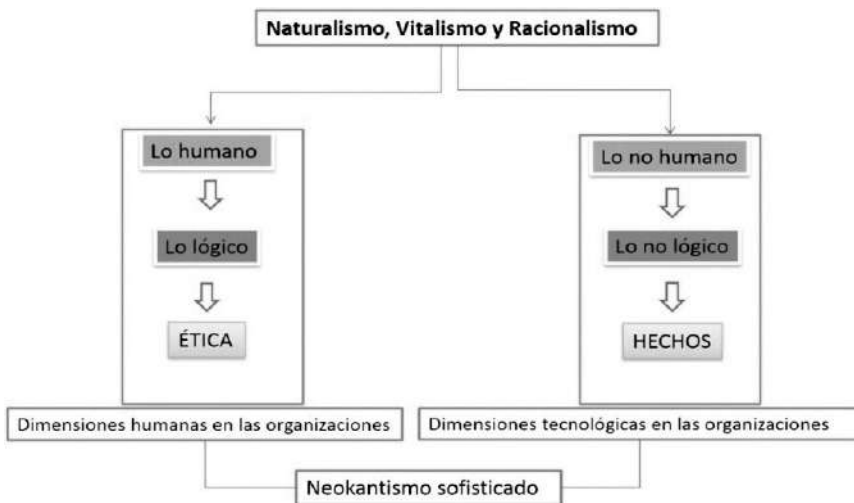 Naturalismo, Vitalismo y Racionalismo
Lo humano
Lo lógico
ÉTICA
Dimensiones humanas en las organizaciones
Lo no humano
Lo no lógico
HECHOS
Dimensiones tecnológicas en las organizaciones
Neokantismo sofisticado